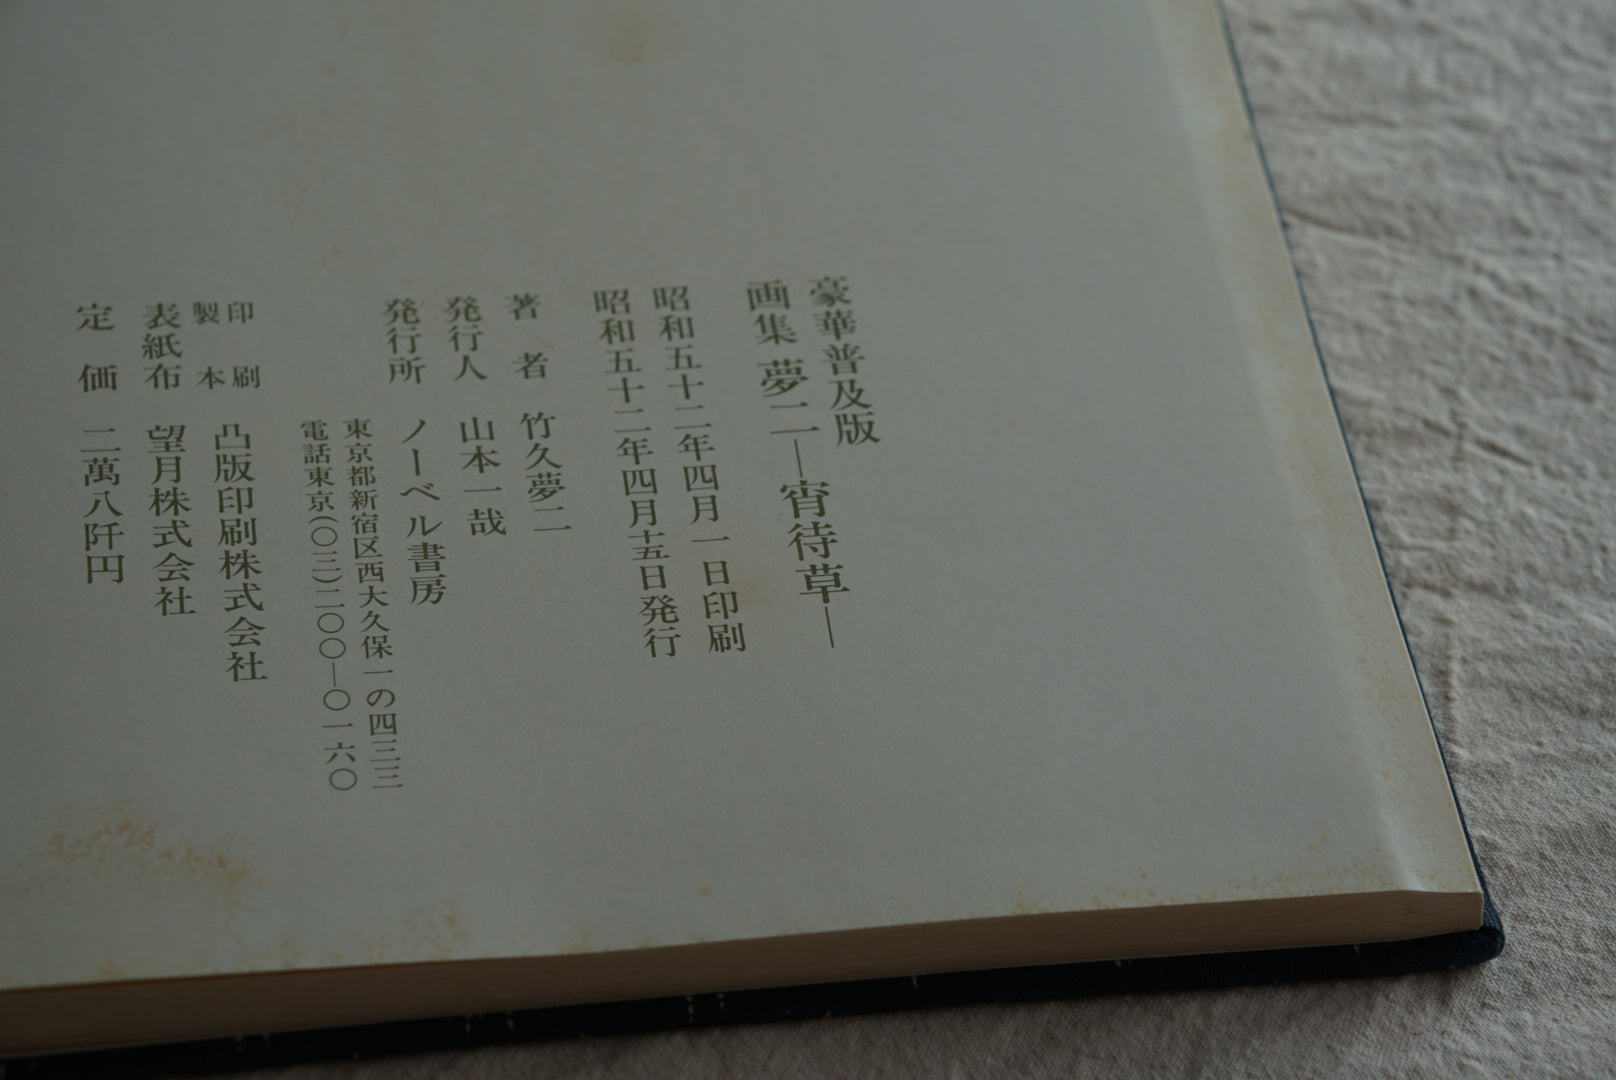 豪華普及版
画集 夢二―宵待草―
昭和五十二年四月一日印刷
昭和五十二年四月十五日発行
著者 竹久夢二
発行人 山本一哉
発行所 ノーベル書房
東京都新宿区西大久保一の四三三
電話東京(〇三)二〇〇―〇一六〇
印刷
製本 凸版印刷株式会社
表紙布 望月株式会社
定価 二萬八阡円